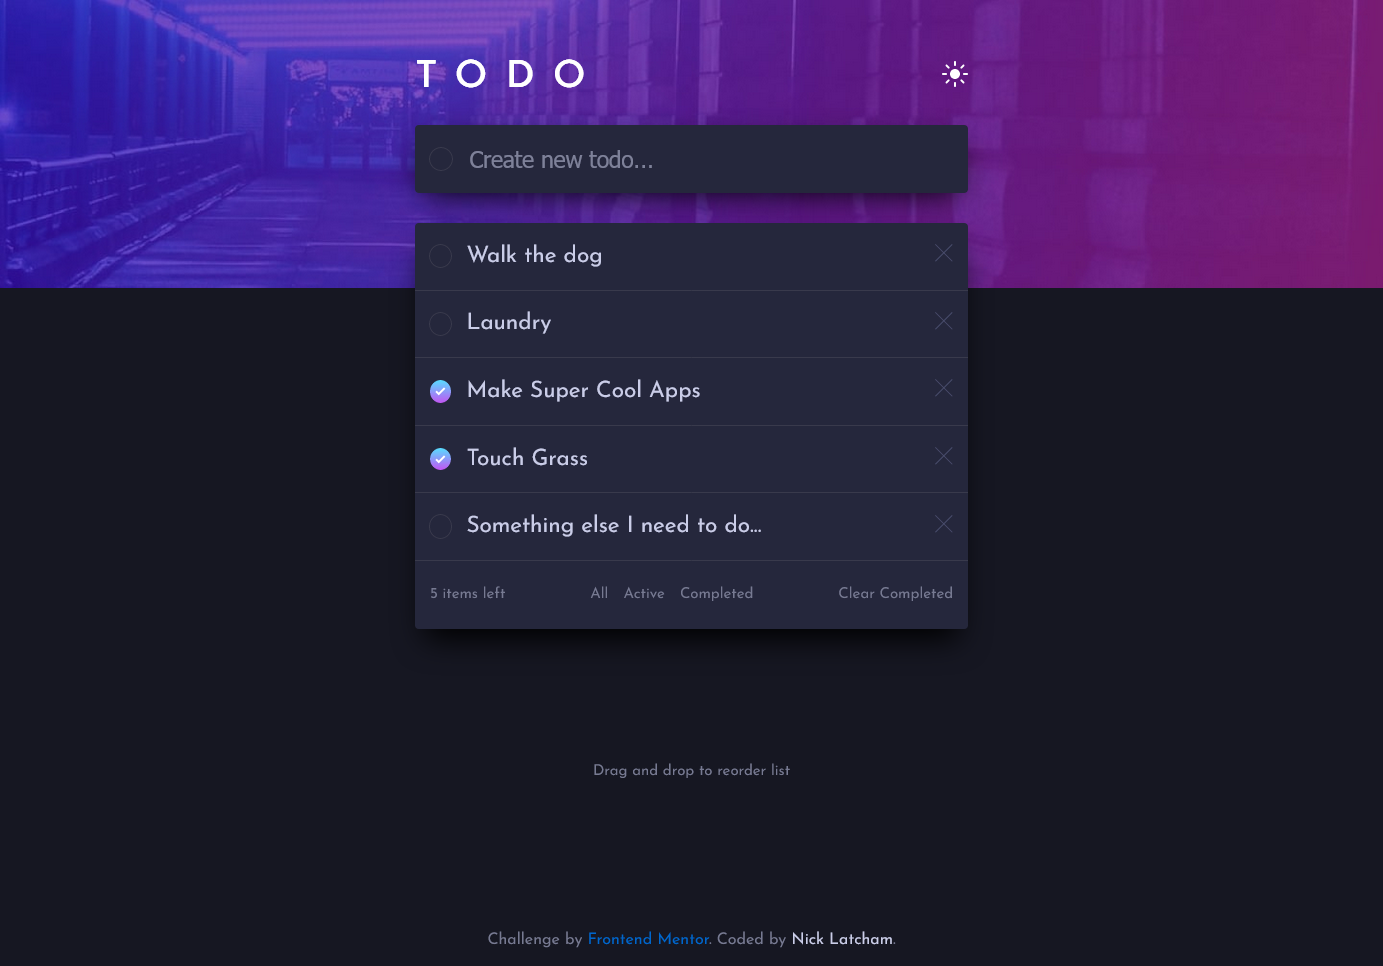 TODO
Create new todo...
Walk the dog
Laundry
Make Super Cool Apps
Touch Grass
Something else I need to do...
5 items left All Active Completed Clear Completed
Drag and drop to reorder list
Challenge by Frontend Mentor. Coded by Nick Latcham.